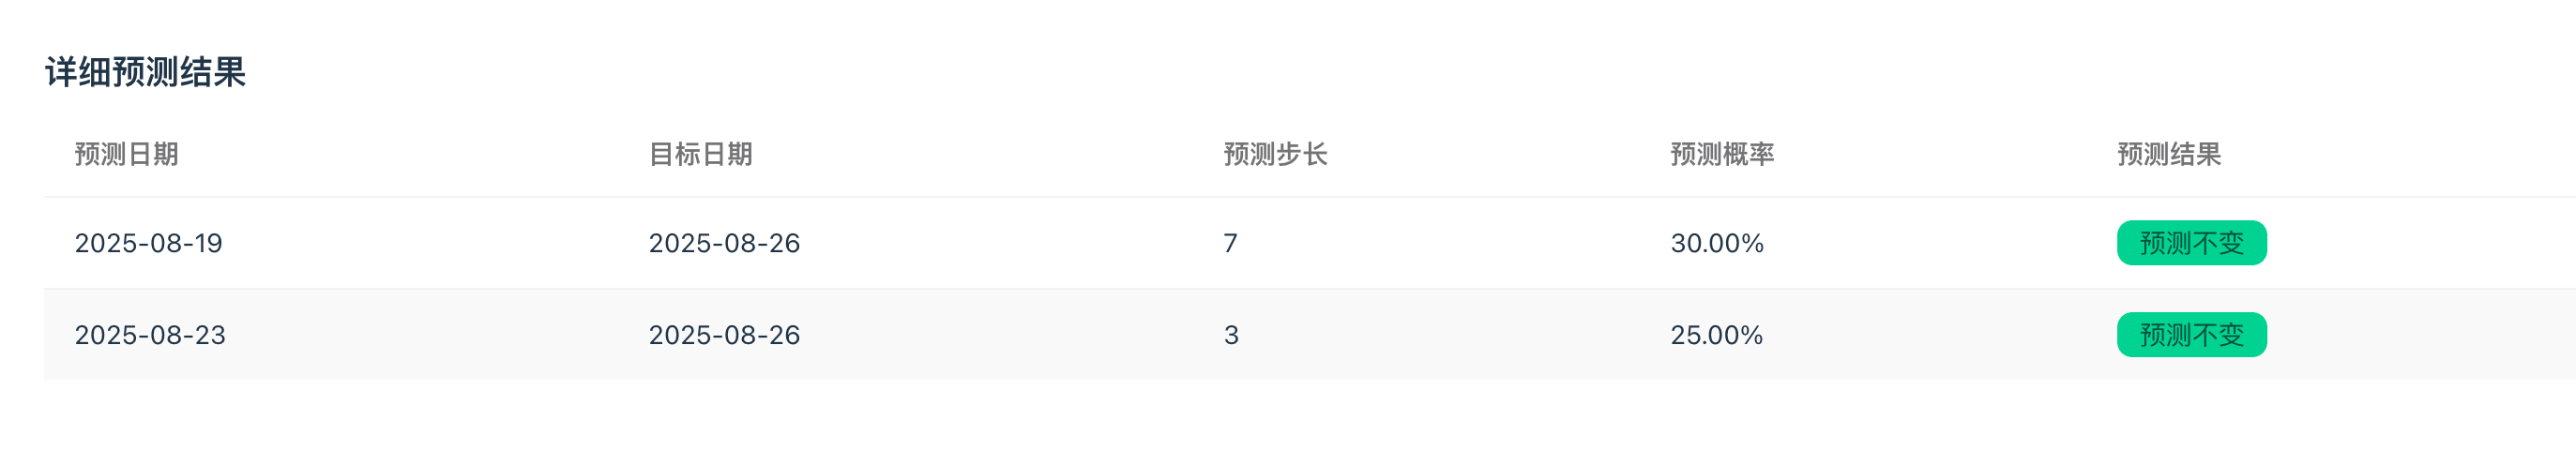 详细预测结果
预测日期 目标日期 预测步长 预测概率 预测结果
2025-08-19 2025-08-26 7 30.00% 预测不变
2025-08-23 2025-08-26 3 25.00% 预测不变